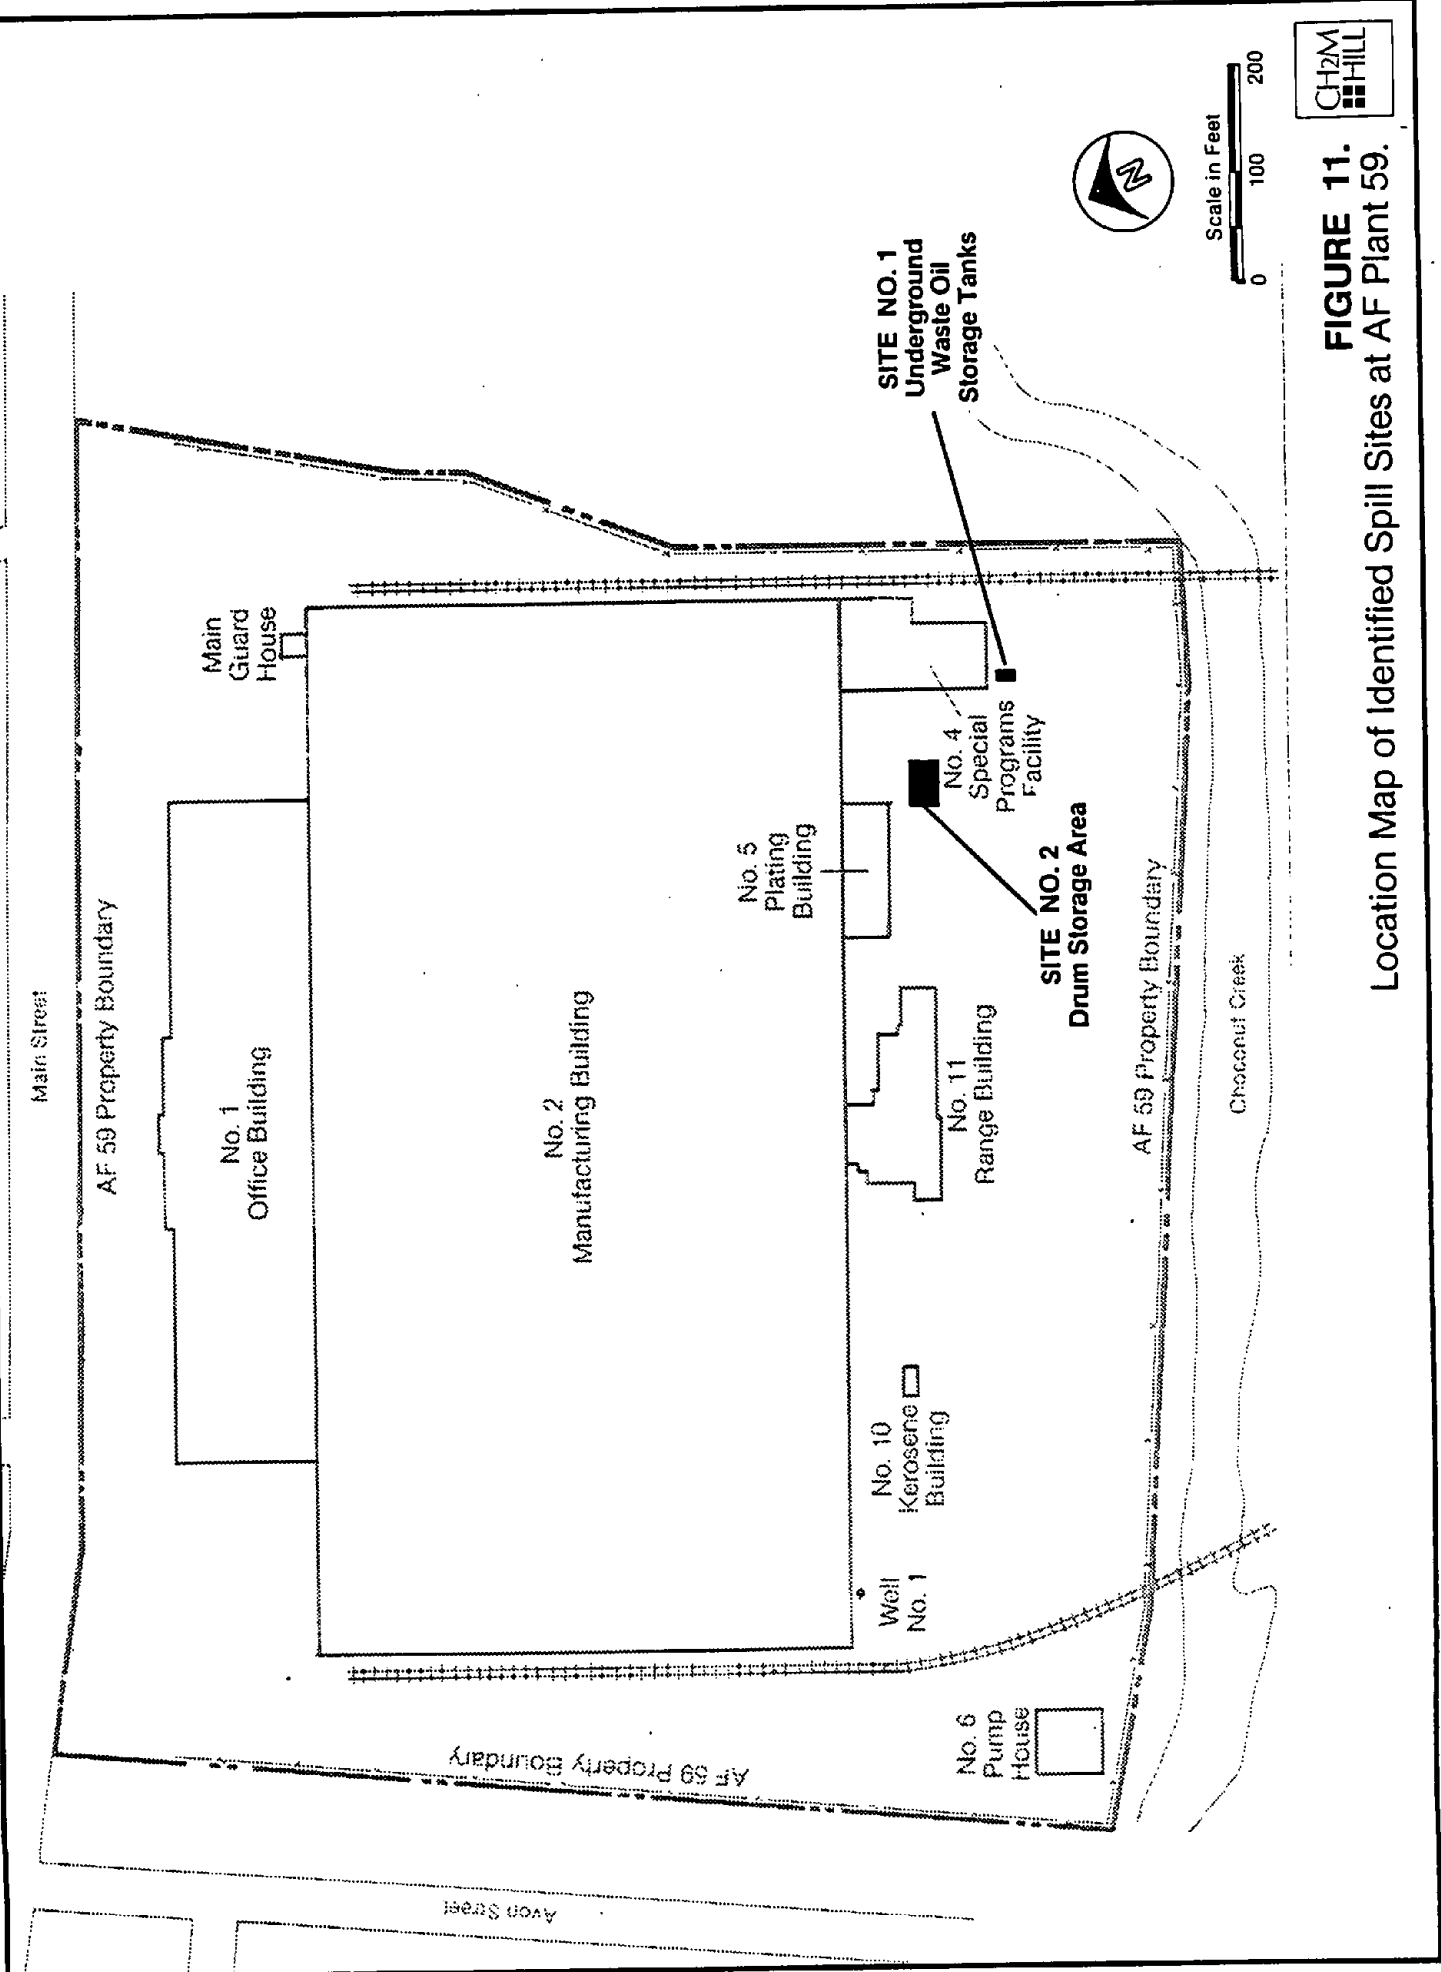 Main Street
AF 59 Property Boundary
No. 1
Office Building
Main
Guard
House
No. 2
Manufacturing Building
No. 5
Plating
Building
SITE NO. 1
Underground
Waste Oil
Storage Tanks
No. 4
Special
Programs
Facility
SITE NO. 2
Drum Storage Area
No. 11
Range Building
No. 10
Kerosene
Building
Well
No. 1
No. 6
Pump
House
AF 59 Property Boundary
AF 59 Property Boundary
Avon Street
Choconut Creek
N
Scale in Feet
0 100 200
CH2M
HILL
FIGURE 11.
Location Map of Identified Spill Sites at AF Plant 59.